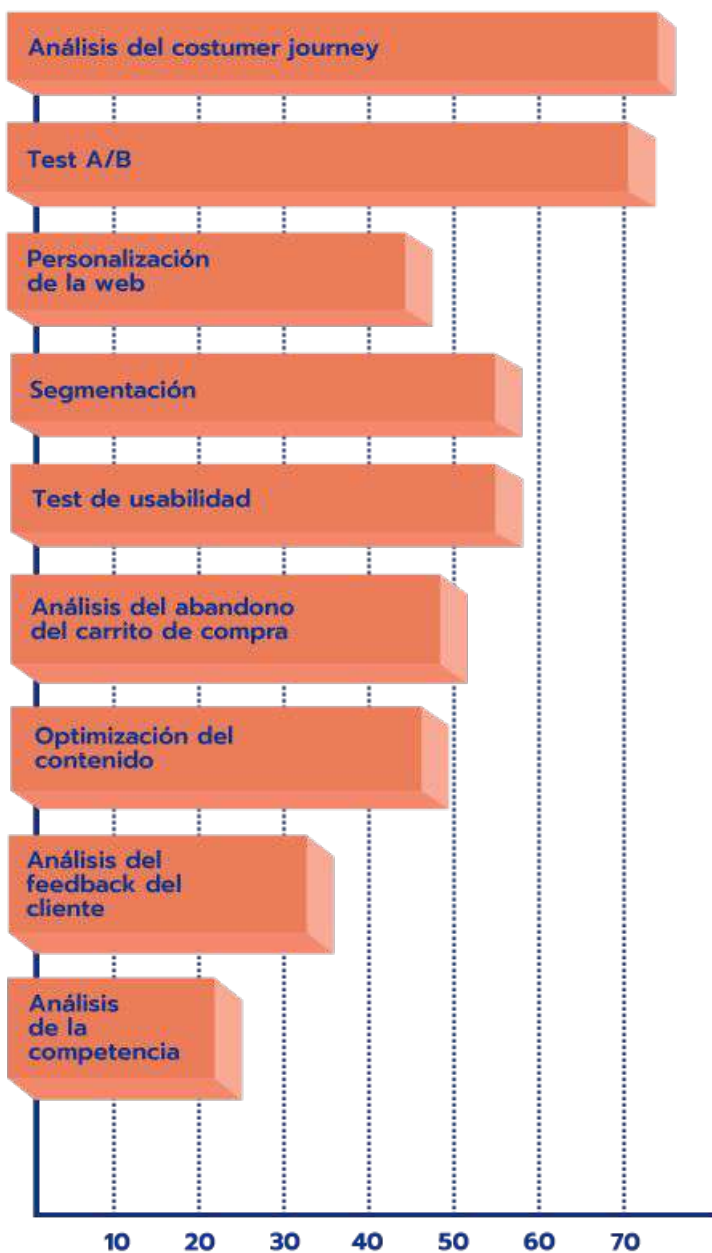 Análisis del costumer journey
Test A/B
Personalización
de la web
Segmentación
Test de usabilidad
Análisis del abandono
del carrito de compra
Optimización del
contenido
Análisis del
feedback del
cliente
Análisis
de la
competencia
10 20 30 40 50 60 70